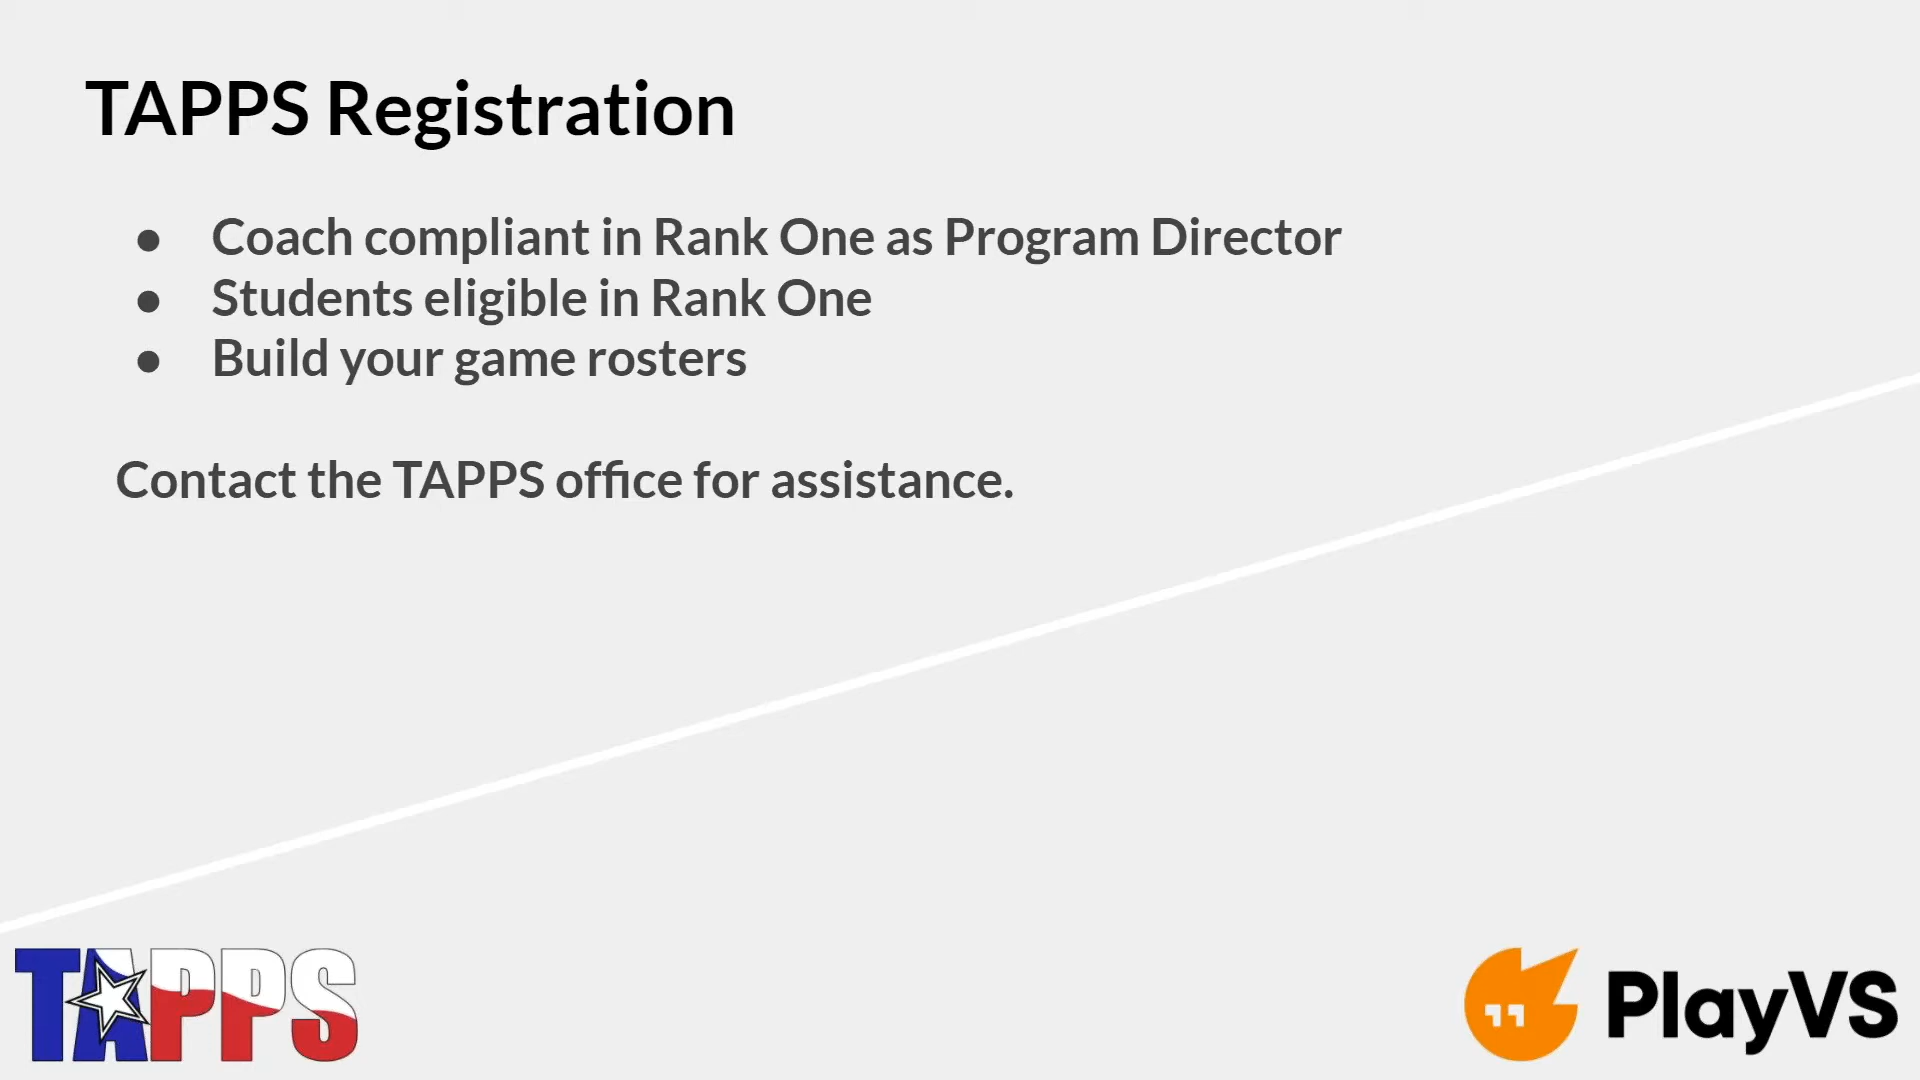 TAPPS Registration
● Coach compliant in Rank One as Program Director
● Students eligible in Rank One
● Build your game rosters
Contact the TAPPS office for assistance.
TAPPS
PlayVS